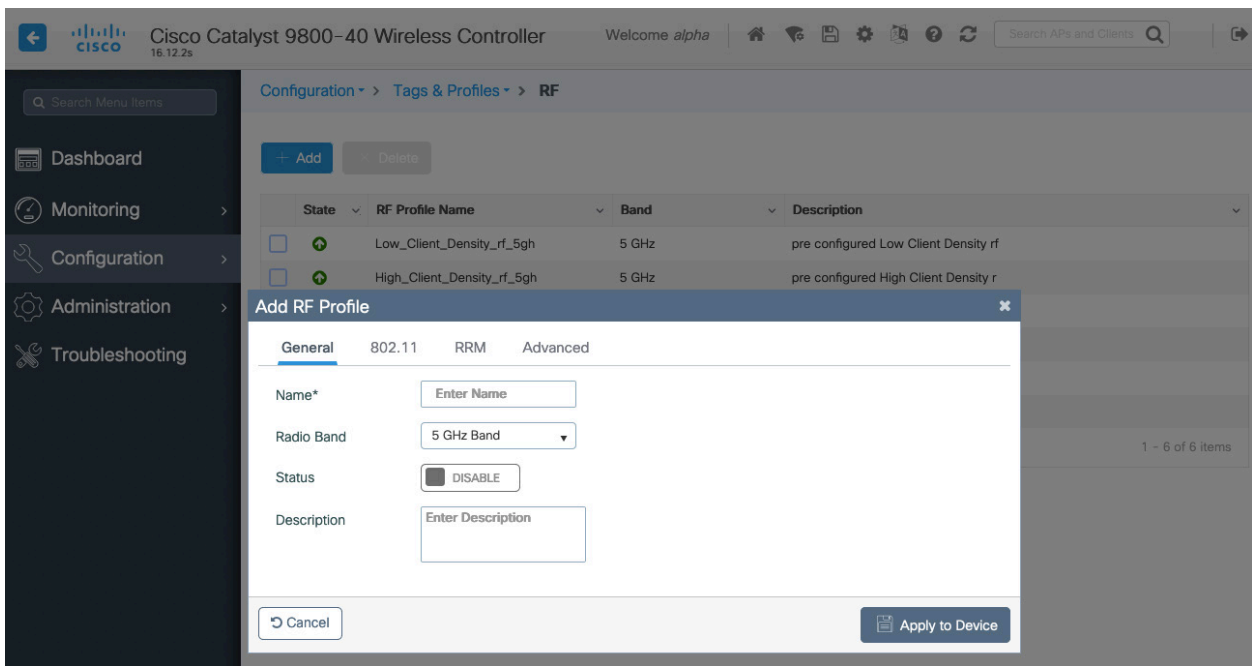 CISCO
Cisco Catalyst 9800-40 Wireless Controller
16.12.2s
Welcome alpha
Search APs and Clients
Search Menu Items
Dashboard
Monitoring
Configuration
Administration
Troubleshooting
Configuration > Tags & Profiles > RF
+ Add
× Delete
State RF Profile Name Band Description
Low_Client_Density_rf_5gh 5 GHz pre configured Low Client Density rf
High_Client_Density_rf_5gh 5 GHz pre configured High Client Density r
1 - 6 of 6 items
Add RF Profile
General 802.11 RRM Advanced
Name* Enter Name
Radio Band 5 GHz Band
Status DISABLE
Description Enter Description
Cancel
Apply to Device